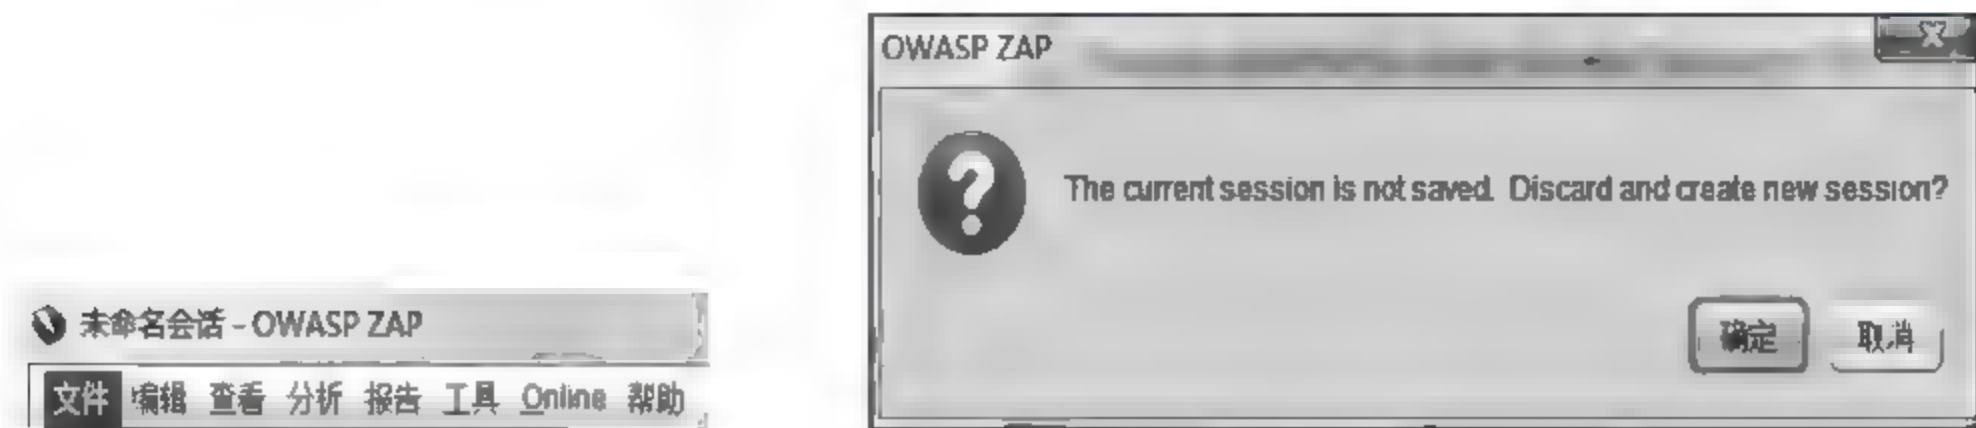 未命名会话 - OWASP ZAP
文件 编辑 查看 分析 报告 工具 Online 帮助
OWASP ZAP
The current session is not saved. Discard and create new session?
确定 取消